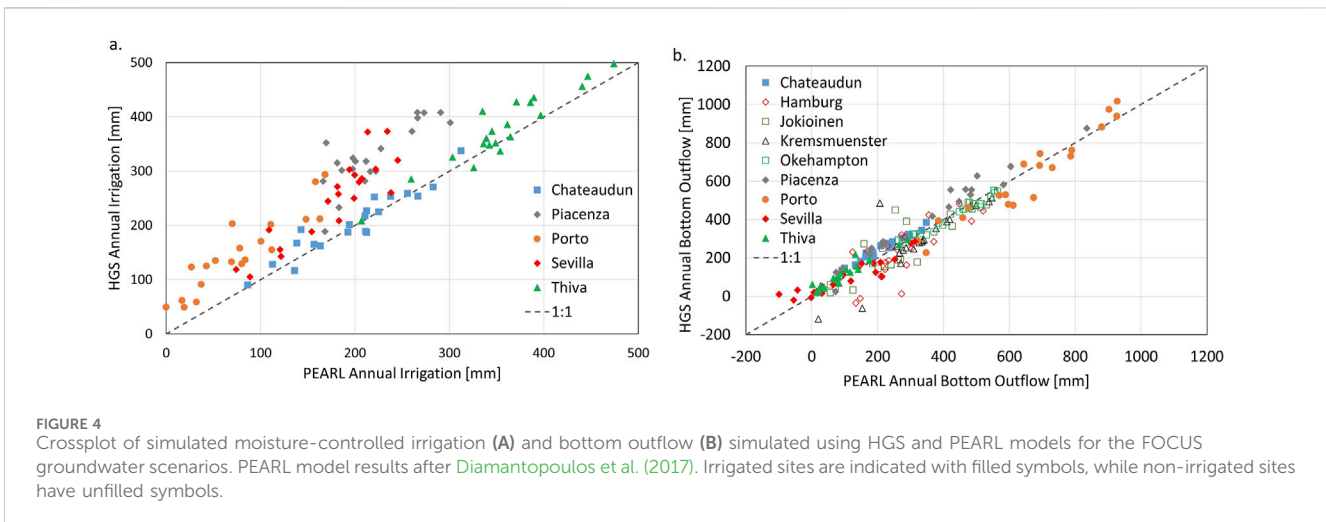 a.
500
400
300
200
100
0
HGS Annual Irrigation [mm]
0 100 200 300 400 500
PEARL Annual Irrigation [mm]
Chateaudun
Piacenza
Porto
Sevilla
Thiva
1:1
b.
1200
1000
800
600
400
200
0
-200
HGS Annual Bottom Outflow [mm]
-200 0 200 400 600 800 1000 1200
PEARL Annual Bottom Outflow [mm]
Chateaudun
Hamburg
Jokioinen
Kremsmuenster
Okehampton
Piacenza
Porto
Sevilla
Thiva
1:1
FIGURE 4
Crossplot of simulated moisture-controlled irrigation (A) and bottom outflow (B) simulated using HGS and PEARL models for the FOCUS
groundwater scenarios. PEARL model results after Diamantopoulos et al. (2017). Irrigated sites are indicated with filled symbols, while non-irrigated sites
have unfilled symbols.